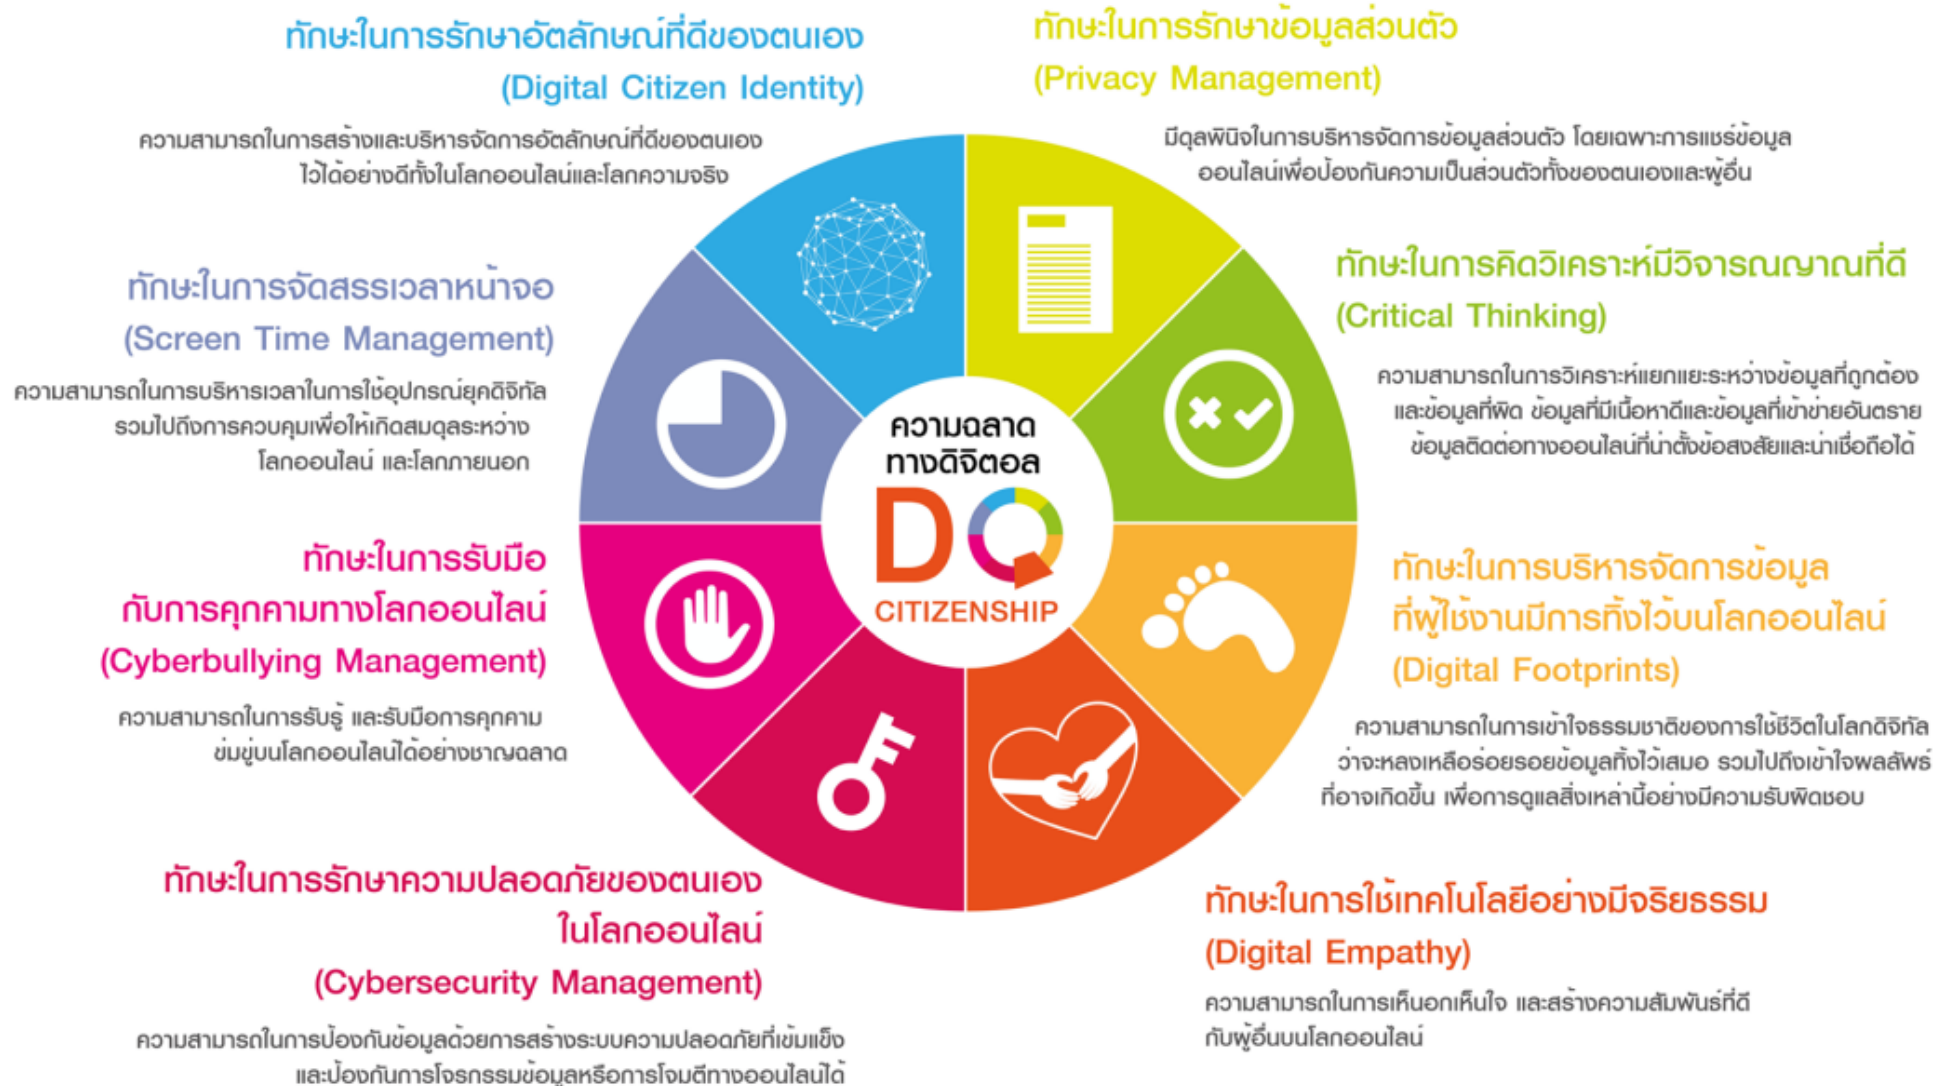 ทักษะในการรักษาอัตลักษณ์ที่ดีของตนเอง
(Digital Citizen Identity)
ความสามารถในการสร้างและบริหารจัดการอัตลักษณ์ที่ดีของตนเอง
ไว้ได้อย่างดีทั้งในโลกออนไลน์และโลกความจริง
ทักษะในการรักษาข้อมูลส่วนตัว
(Privacy Management)
มีดุลพินิจในการบริหารจัดการข้อมูลส่วนตัว โดยเฉพาะการแชร์ข้อมูล
ออนไลน์เพื่อป้องกันความเป็นส่วนตัวทั้งของตนเองและผู้อื่น
ทักษะในการจัดสรรเวลาหน้าจอ
(Screen Time Management)
ความสามารถในการบริหารเวลาในการใช้อุปกรณ์ยุคดิจิทัล
รวมไปถึงการควบคุมเพื่อให้เกิดสมดุลระหว่าง
โลกออนไลน์ และโลกภายนอก
ทักษะในการคิดวิเคราะห์มีวิจารณญาณที่ดี
(Critical Thinking)
ความสามารถในการวิเคราะห์แยกแยะระหว่างข้อมูลที่ถูกต้อง
และข้อมูลที่ผิด ข้อมูลที่มีเนื้อหาดีและข้อมูลที่เข้าข่ายอันตราย
ข้อมูลติดต่อทางออนไลน์ที่น่าตั้งข้อสงสัยและน่าเชื่อถือได้
ความฉลาด
ทางดิจิตอล
DQ
CITIZENSHIP
ทักษะในการรับมือ
กับการคุกคามทางโลกออนไลน์
(Cyberbullying Management)
ความสามารถในการรับรู้ และรับมือการคุกคาม
ข่มขู่บนโลกออนไลน์ได้อย่างชาญฉลาด
ทักษะในการบริหารจัดการข้อมูล
ที่ผู้ใช้งานมีการทิ้งไว้บนโลกออนไลน์
(Digital Footprints)
ความสามารถในการเข้าใจธรรมชาติของการใช้ชีวิตในโลกดิจิทัล
ว่าจะหลงเหลือร่อยรอยข้อมูลทิ้งไว้เสมอ รวมไปถึงเข้าใจผลลัพธ์
ที่อาจเกิดขึ้น เพื่อการดูแลสิ่งเหล่านี้อย่างมีความรับผิดชอบ
ทักษะในการรักษาความปลอดภัยของตนเอง
ในโลกออนไลน์
(Cybersecurity Management)
ความสามารถในการป้องกันข้อมูลด้วยการสร้างระบบความปลอดภัยที่เข้มแข็ง
และป้องกันการโจรกรรมข้อมูลหรือการโจมตีทางออนไลน์ได้
ทักษะในการใช้เทคโนโลยีอย่างมีจริยธรรม
(Digital Empathy)
ความสามารถในการเห็นอกเห็นใจ และสร้างความสัมพันธ์ที่ดี
กับผู้อื่นบนโลกออนไลน์